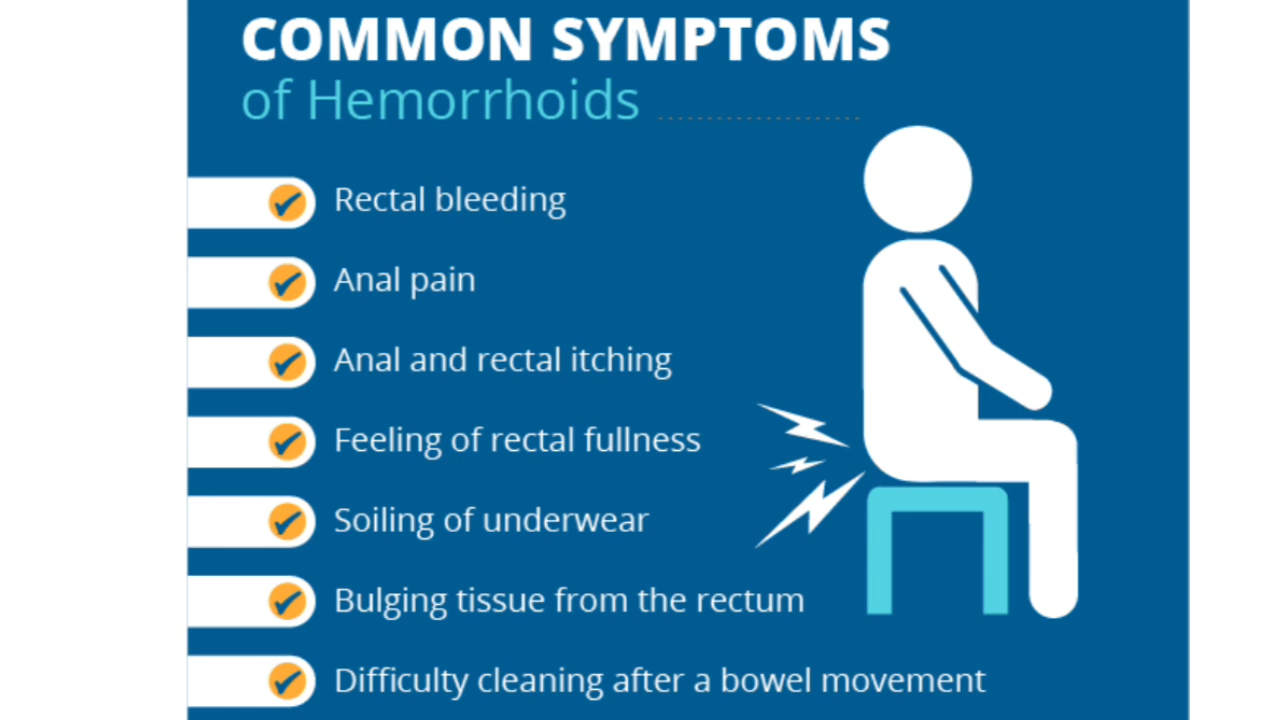 COMMON SYMPTOMS
of Hemorrhoids
Rectal bleeding
Anal pain
Anal and rectal itching
Feeling of rectal fullness
Soiling of underwear
Bulging tissue from the rectum
Difficulty cleaning after a bowel movement